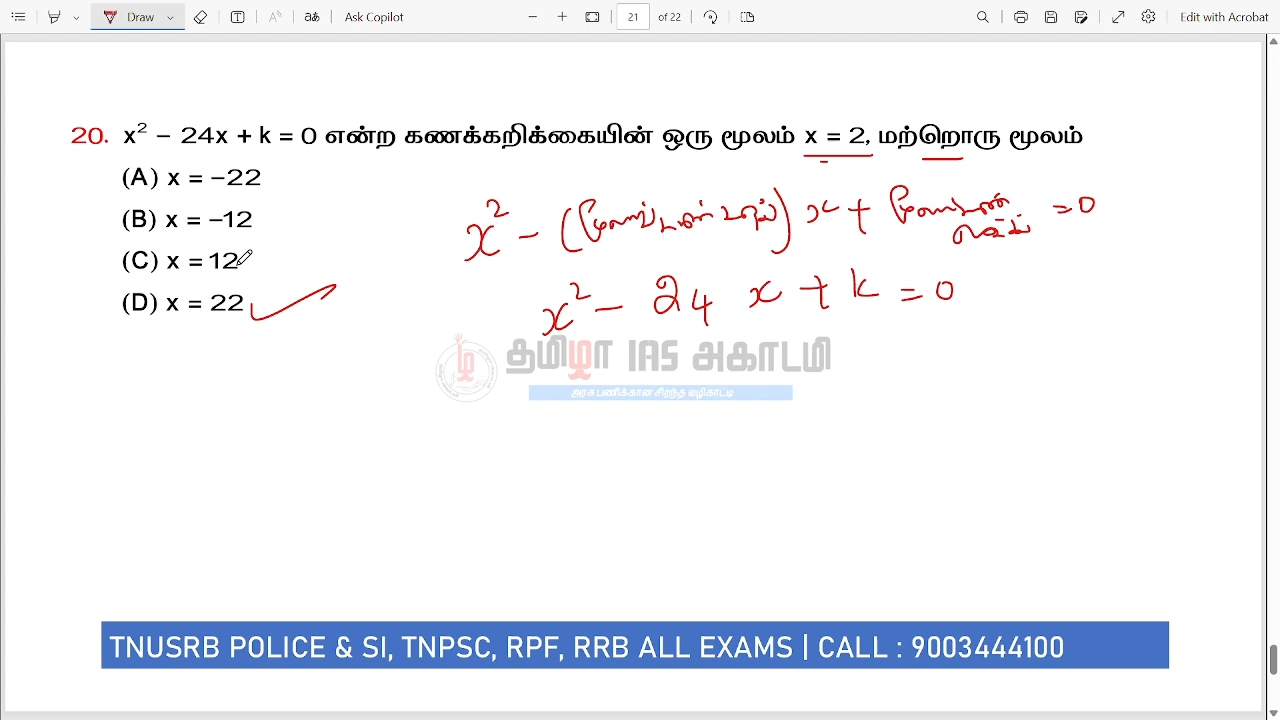 Draw
Ask Copilot
21 of 22
Edit with Acrobat
20. x² – 24x + k = 0 என்ற கணக்கறிக்கையின் ஒரு மூலம் x = 2, மற்றொரு மூலம்
(A) x = –22
(B) x = –12
(C) x = 12
(D) x = 22
x² – ( ) x + = 0
x² – 24 x + k = 0
தமிழா IAS அகாடமி
அரசு பணிக்கான சிறந்த வழிகாட்டி
TNUSRB POLICE & SI, TNPSC, RPF, RRB ALL EXAMS | CALL : 9003444100